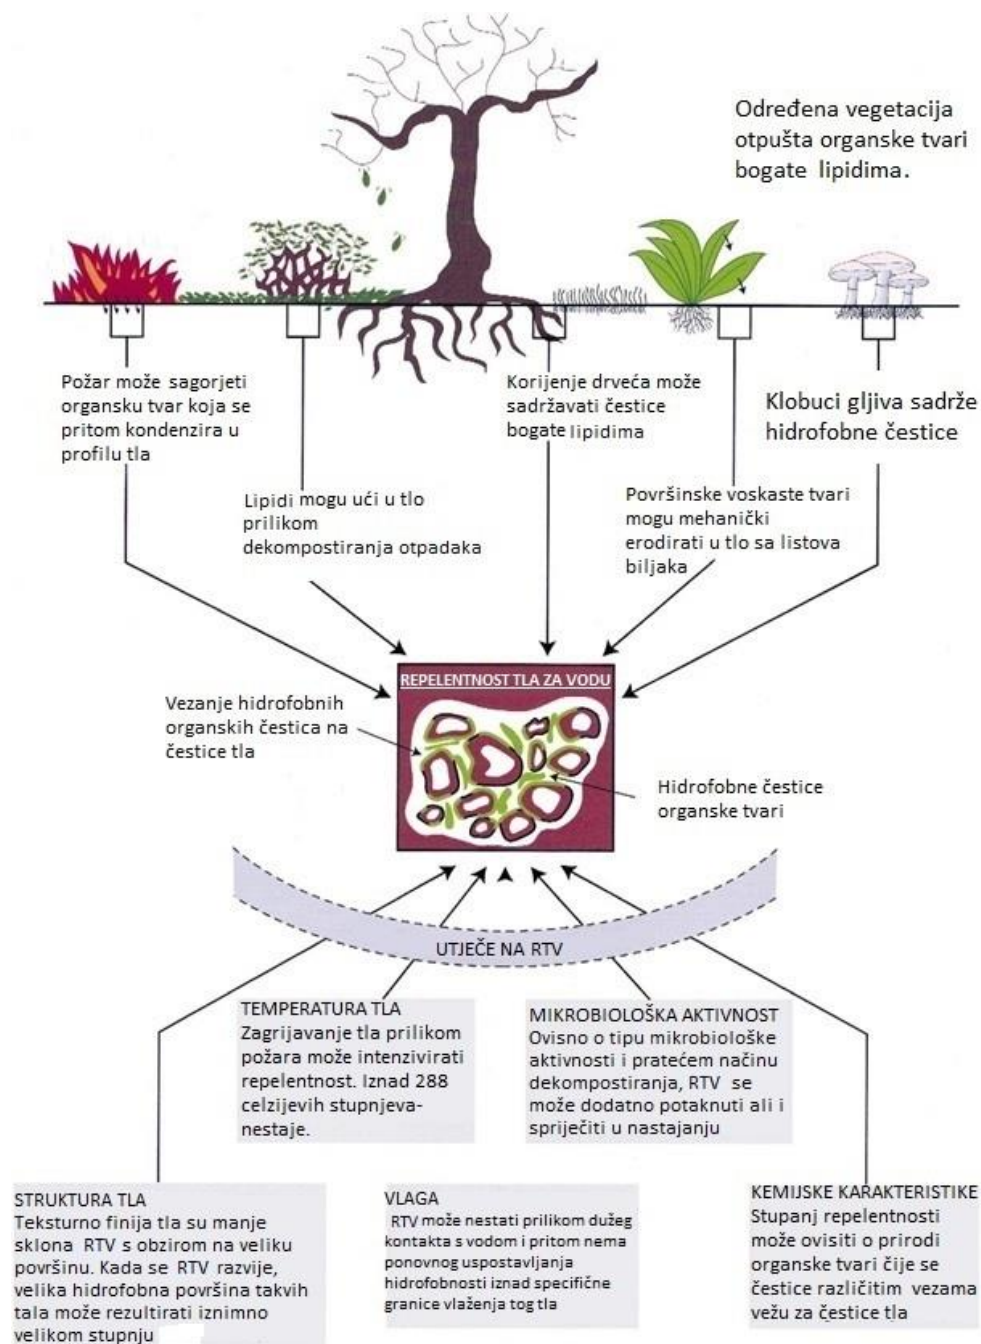 Određena vegetacija
otpušta organske tvari
bogate lipidima.
Požar može sagorjeti
organsku tvar koja se
pritom kondenzira u
profilu tla
Korijenje drveća može
sadržavati čestice
bogate lipidima
Klobuci gljiva sadrže
hidrofobne čestice
Lipidi mogu ući u tlo
prilikom
dekompostiranja otpadaka
Površinske voskaste tvari
mogu mehanički
erodirati u tlo sa listova
biljaka
REPELENTNOST TLA ZA VODU
Vezanje hidrofobnih
organskih čestica na
čestice tla
Hidrofobne čestice
organske tvari
UTJEČE NA RTV
TEMPERATURA TLA
Zagrijavanje tla prilikom
požara može intenzivirati
repelentnost. Iznad 288
celzijevih stupnjeva-
nestaje.
MIKROBIOLOŠKA AKTIVNOST
Ovisno o tipu mikrobiološke
aktivnosti i pratećem načinu
dekompostiranja, RTV se
može dodatno potaknuti ali i
spriječiti u nastajanju
STRUKTURA TLA
Teksturno finija tla su manje
sklona RTV s obzirom na veliku
površinu. Kada se RTV razvije,
velika hidrofobna površina takvih
tala može rezultirati iznimno
velikom stupnju
VLAGA
RTV može nestati prilikom dužeg
kontakta s vodom i pritom nema
ponovnog uspostavljanja
hidrofobnosti iznad specifične
granice vlaženja tog tla
KEMIJSKE KARAKTERISTIKE
Stupanj repelentnosti
može ovisiti o prirodi
organske tvari čije se
čestice različitim vezama
vežu za čestice tla